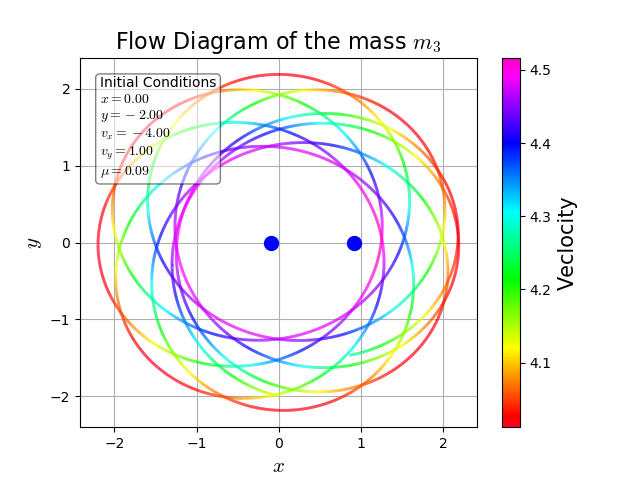 Flow Diagram of the mass m₃
Initial Conditions
x = 0.00
y = −2.00
vₓ = −4.00
v_y = 1.00
μ = 0.09
2
1
0
−1
−2
y
−2
−1
0
1
2
x
4.5
4.4
4.3
4.2
4.1
Veclocity